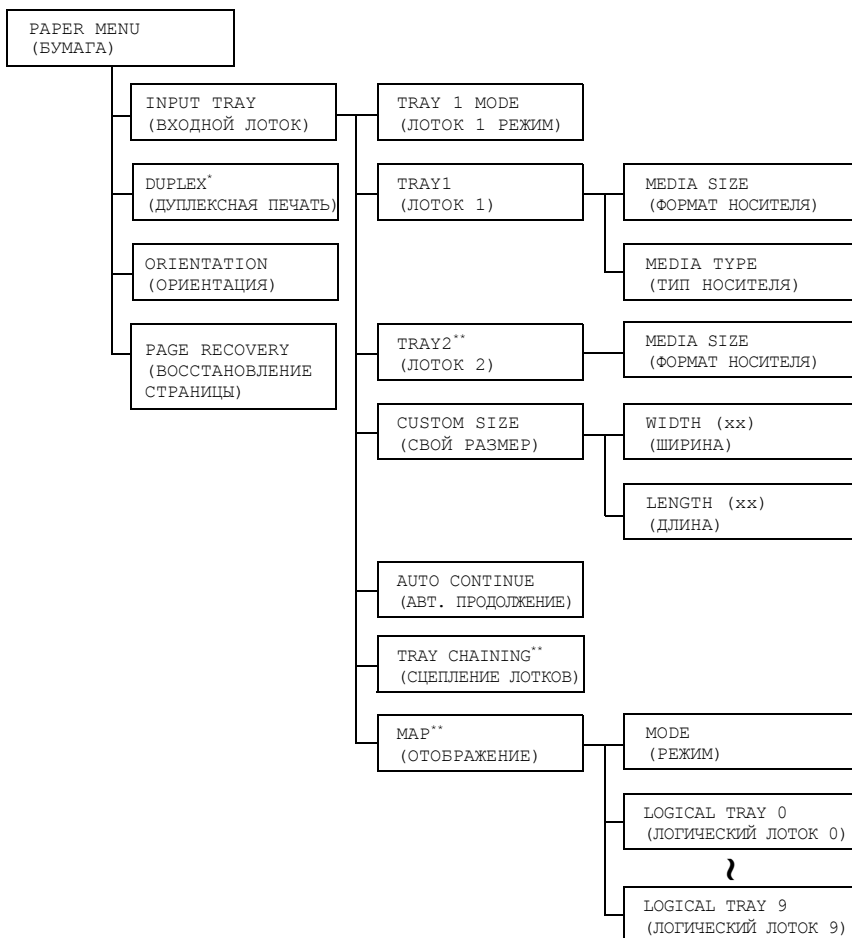 PAPER MENU
(БУМАГА)
INPUT TRAY
(ВХОДНОЙ ЛОТОК)
TRAY 1 MODE
(ЛОТОК 1 РЕЖИМ)
DUPLEX*
(ДУПЛЕКСНАЯ ПЕЧАТЬ)
TRAY1
(ЛОТОК 1)
MEDIA SIZE
(ФОРМАТ НОСИТЕЛЯ)
ORIENTATION
(ОРИЕНТАЦИЯ)
MEDIA TYPE
(ТИП НОСИТЕЛЯ)
PAGE RECOVERY
(ВОССТАНОВЛЕНИЕ
СТРАНИЦЫ)
TRAY2**
(ЛОТОК 2)
MEDIA SIZE
(ФОРМАТ НОСИТЕЛЯ)
CUSTOM SIZE
(СВОЙ РАЗМЕР)
WIDTH (xx)
(ШИРИНА)
LENGTH (xx)
(ДЛИНА)
AUTO CONTINUE
(АВТ. ПРОДОЛЖЕНИЕ)
TRAY CHAINING**
(СЦЕПЛЕНИЕ ЛОТКОВ)
MAP**
(ОТОБРАЖЕНИЕ)
MODE
(РЕЖИМ)
LOGICAL TRAY 0
(ЛОГИЧЕСКИЙ ЛОТОК 0)
~
LOGICAL TRAY 9
(ЛОГИЧЕСКИЙ ЛОТОК 9)